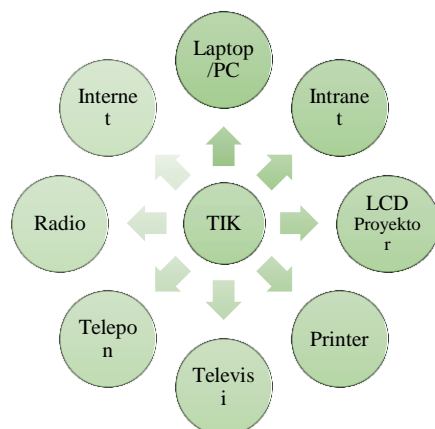 Laptop
/PC
Interne
t
Intrane
t
Radio
TIK
LCD
Proyekto
r
Telepo
n
Printer
Televis
i